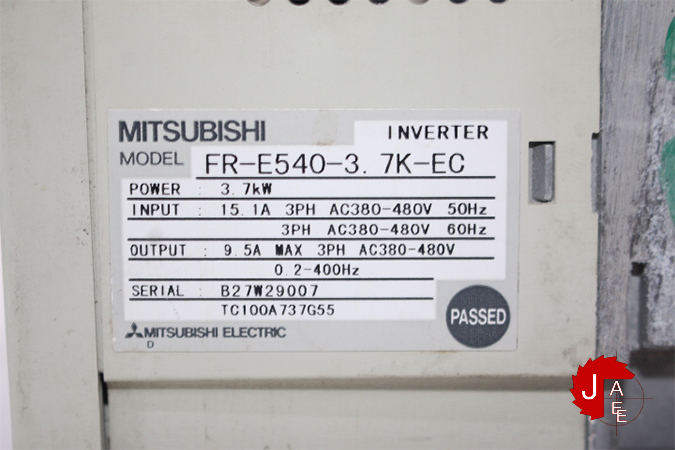 MITSUBISHI INVERTER
MODEL FR-E540-3.7K-EC
POWER : 3.7kW
INPUT : 15.1A 3PH AC380-480V 50Hz
3PH AC380-480V 60Hz
OUTPUT : 9.5A MAX 3PH AC380-480V
0.2-400Hz
SERIAL : B27W29007
TC100A737G55
PASSED
MITSUBISHI ELECTRIC
D
JAEE